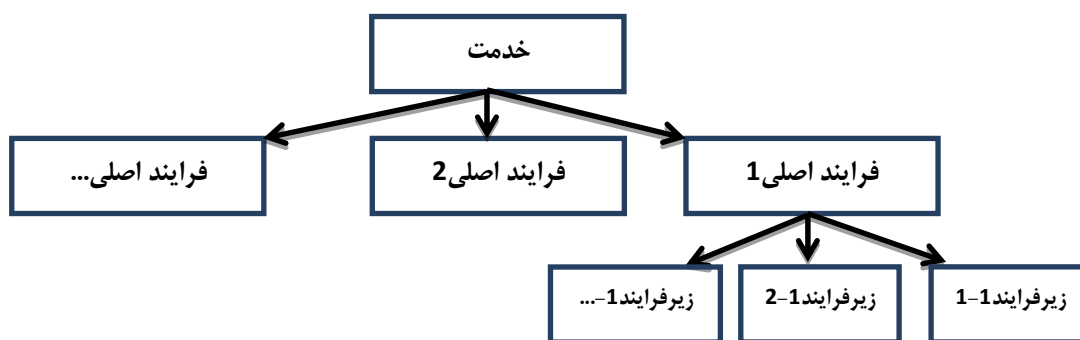 خدمت
فرایند اصلی1
فرایند اصلی2
فرایند اصلی...
زیرفرایند1-1
زیرفرایند1-2
زیرفرایند1-...